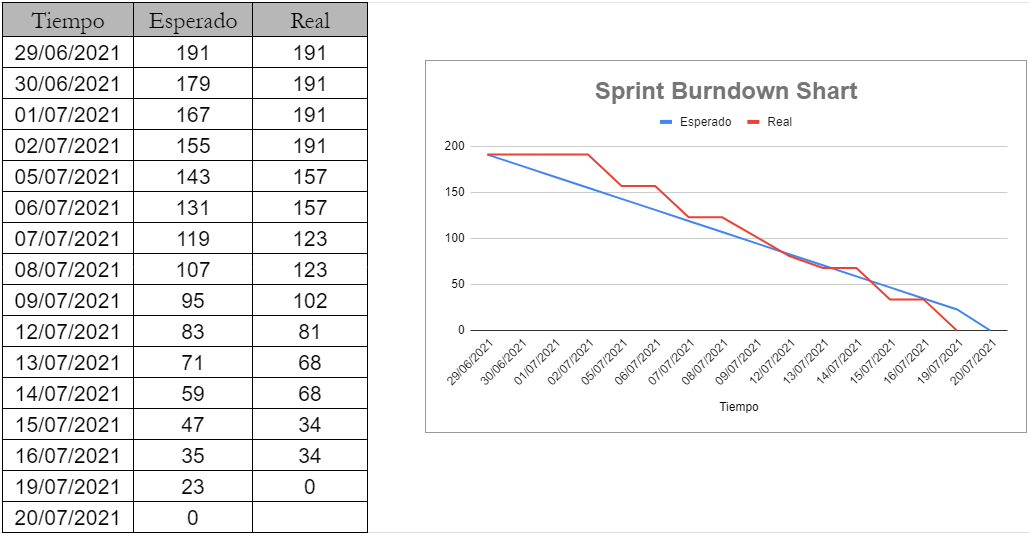 Tiempo Esperado Real
29/06/2021 191 191
30/06/2021 179 191
01/07/2021 167 191
02/07/2021 155 191
05/07/2021 143 157
06/07/2021 131 157
07/07/2021 119 123
08/07/2021 107 123
09/07/2021 95 102
12/07/2021 83 81
13/07/2021 71 68
14/07/2021 59 68
15/07/2021 47 34
16/07/2021 35 34
19/07/2021 23 0
20/07/2021 0
Sprint Burndown Shart
Esperado Real
200
150
100
50
0
29/06/2021 30/06/2021 01/07/2021 02/07/2021 05/07/2021 06/07/2021 07/07/2021 08/07/2021 09/07/2021 12/07/2021 13/07/2021 14/07/2021 15/07/2021 16/07/2021 19/07/2021 20/07/2021
Tiempo